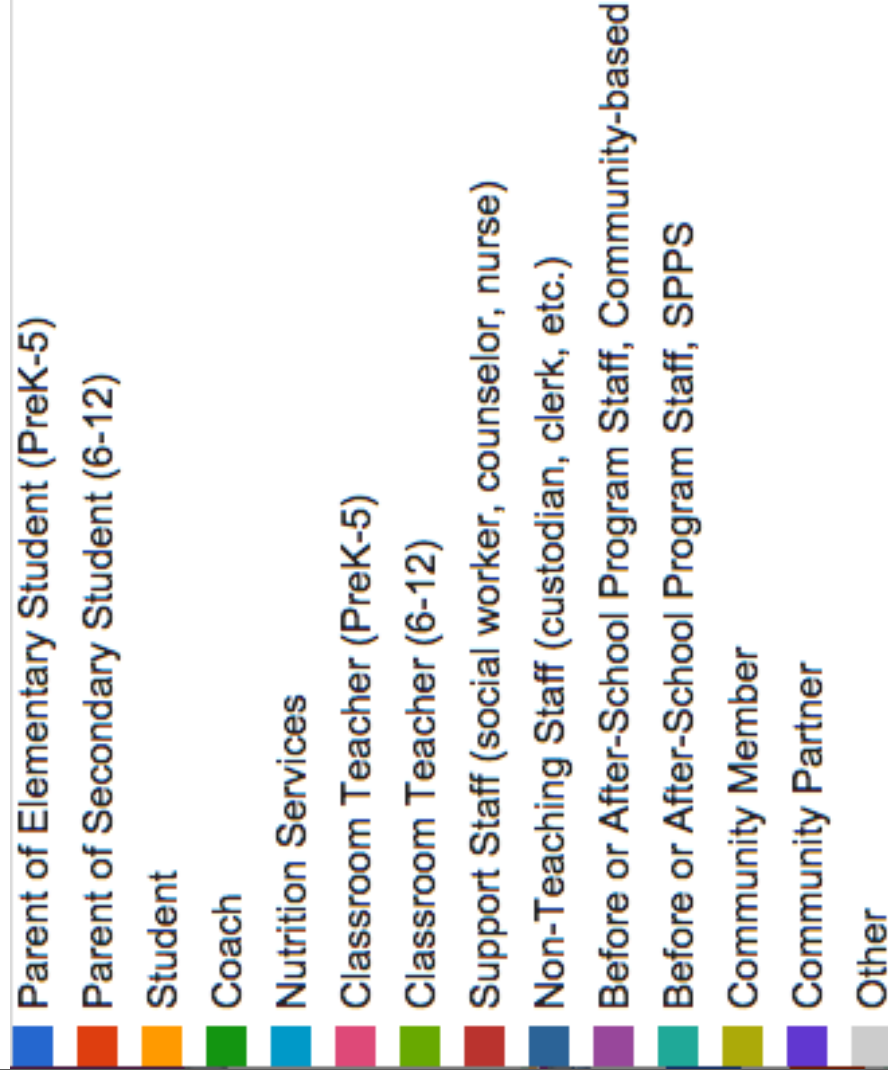 Parent of Elementary Student (PreK-5)
Parent of Secondary Student (6-12)
Student
Coach
Nutrition Services
Classroom Teacher (PreK-5)
Classroom Teacher (6-12)
Support Staff (social worker, counselor, nurse)
Non-Teaching Staff (custodian, clerk, etc.)
Before or After-School Program Staff, Community-based
Before or After-School Program Staff, SPPS
Community Member
Community Partner
Other